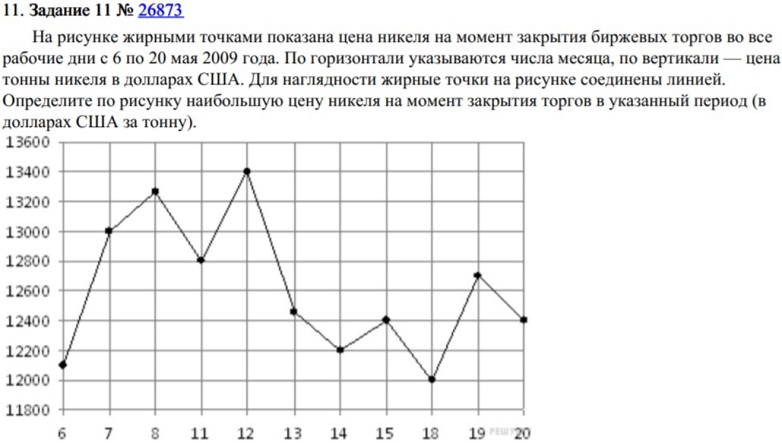 11. Задание 11 № 26873
На рисунке жирными точками показана цена никеля на момент закрытия биржевых торгов во все
рабочие дни с 6 по 20 мая 2009 года. По горизонтали указываются числа месяца, по вертикали — цена
тонны никеля в долларах США. Для наглядности жирные точки на рисунке соединены линией.
Определите по рисунку наибольшую цену никеля на момент закрытия торгов в указанный период (в
долларах США за тонну).
13600
13400
13200
13000
12800
12600
12400
12200
12000
11800
6 7 8 11 12 13 14 15 18 19 20